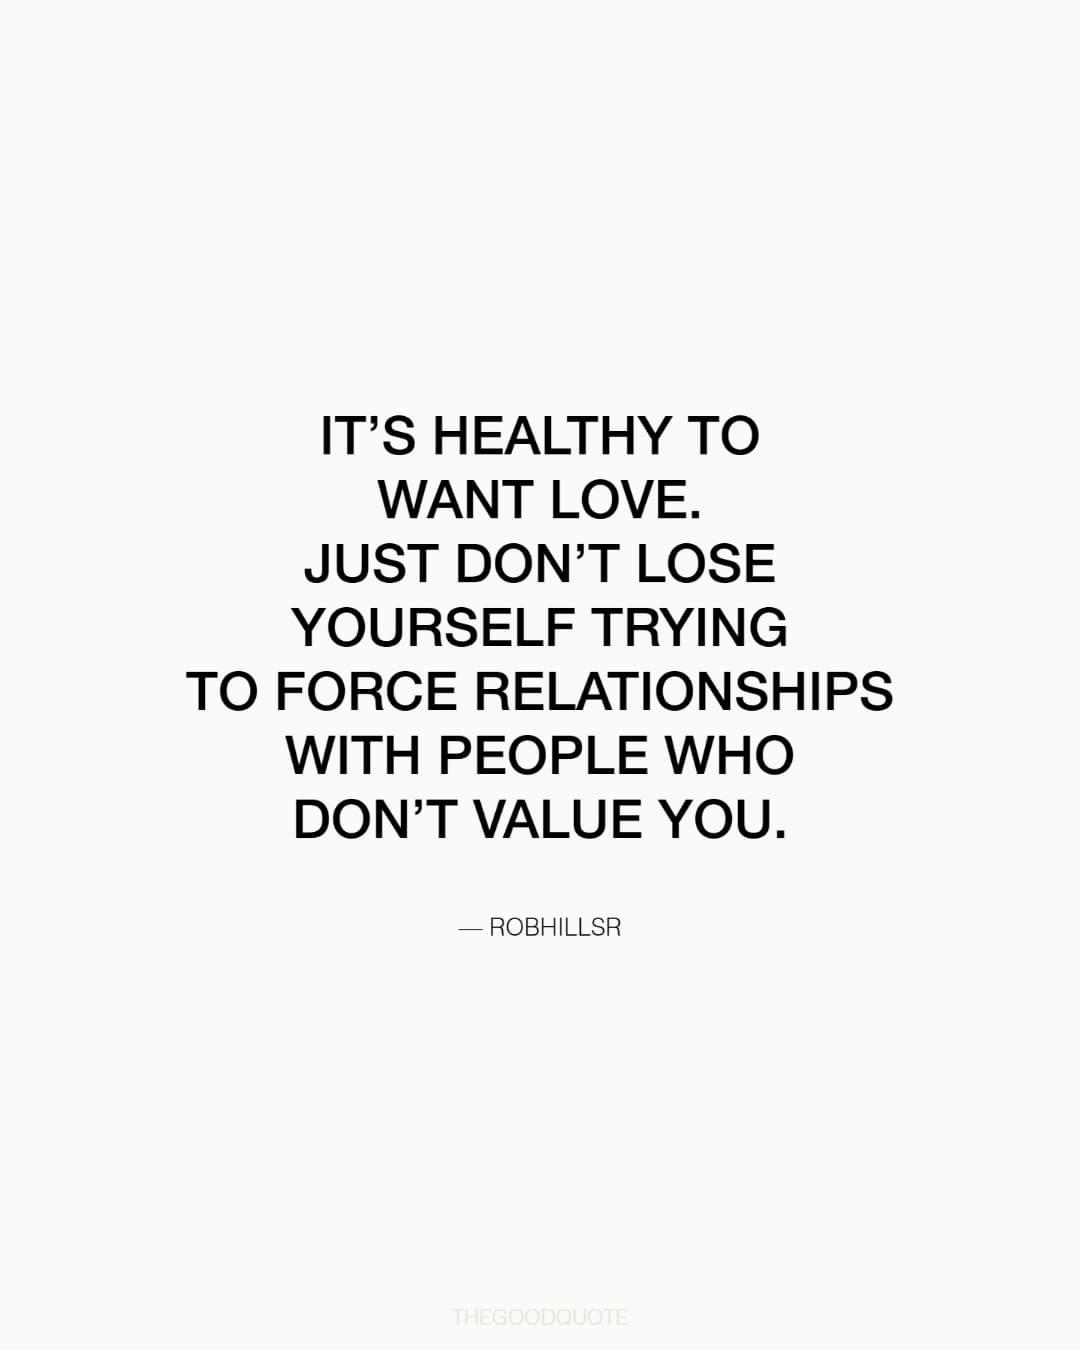 IT’S HEALTHY TO
WANT LOVE.
JUST DON’T LOSE
YOURSELF TRYING
TO FORCE RELATIONSHIPS
WITH PEOPLE WHO
DON’T VALUE YOU.
— ROBHILLSR
THEGOODQUOTE